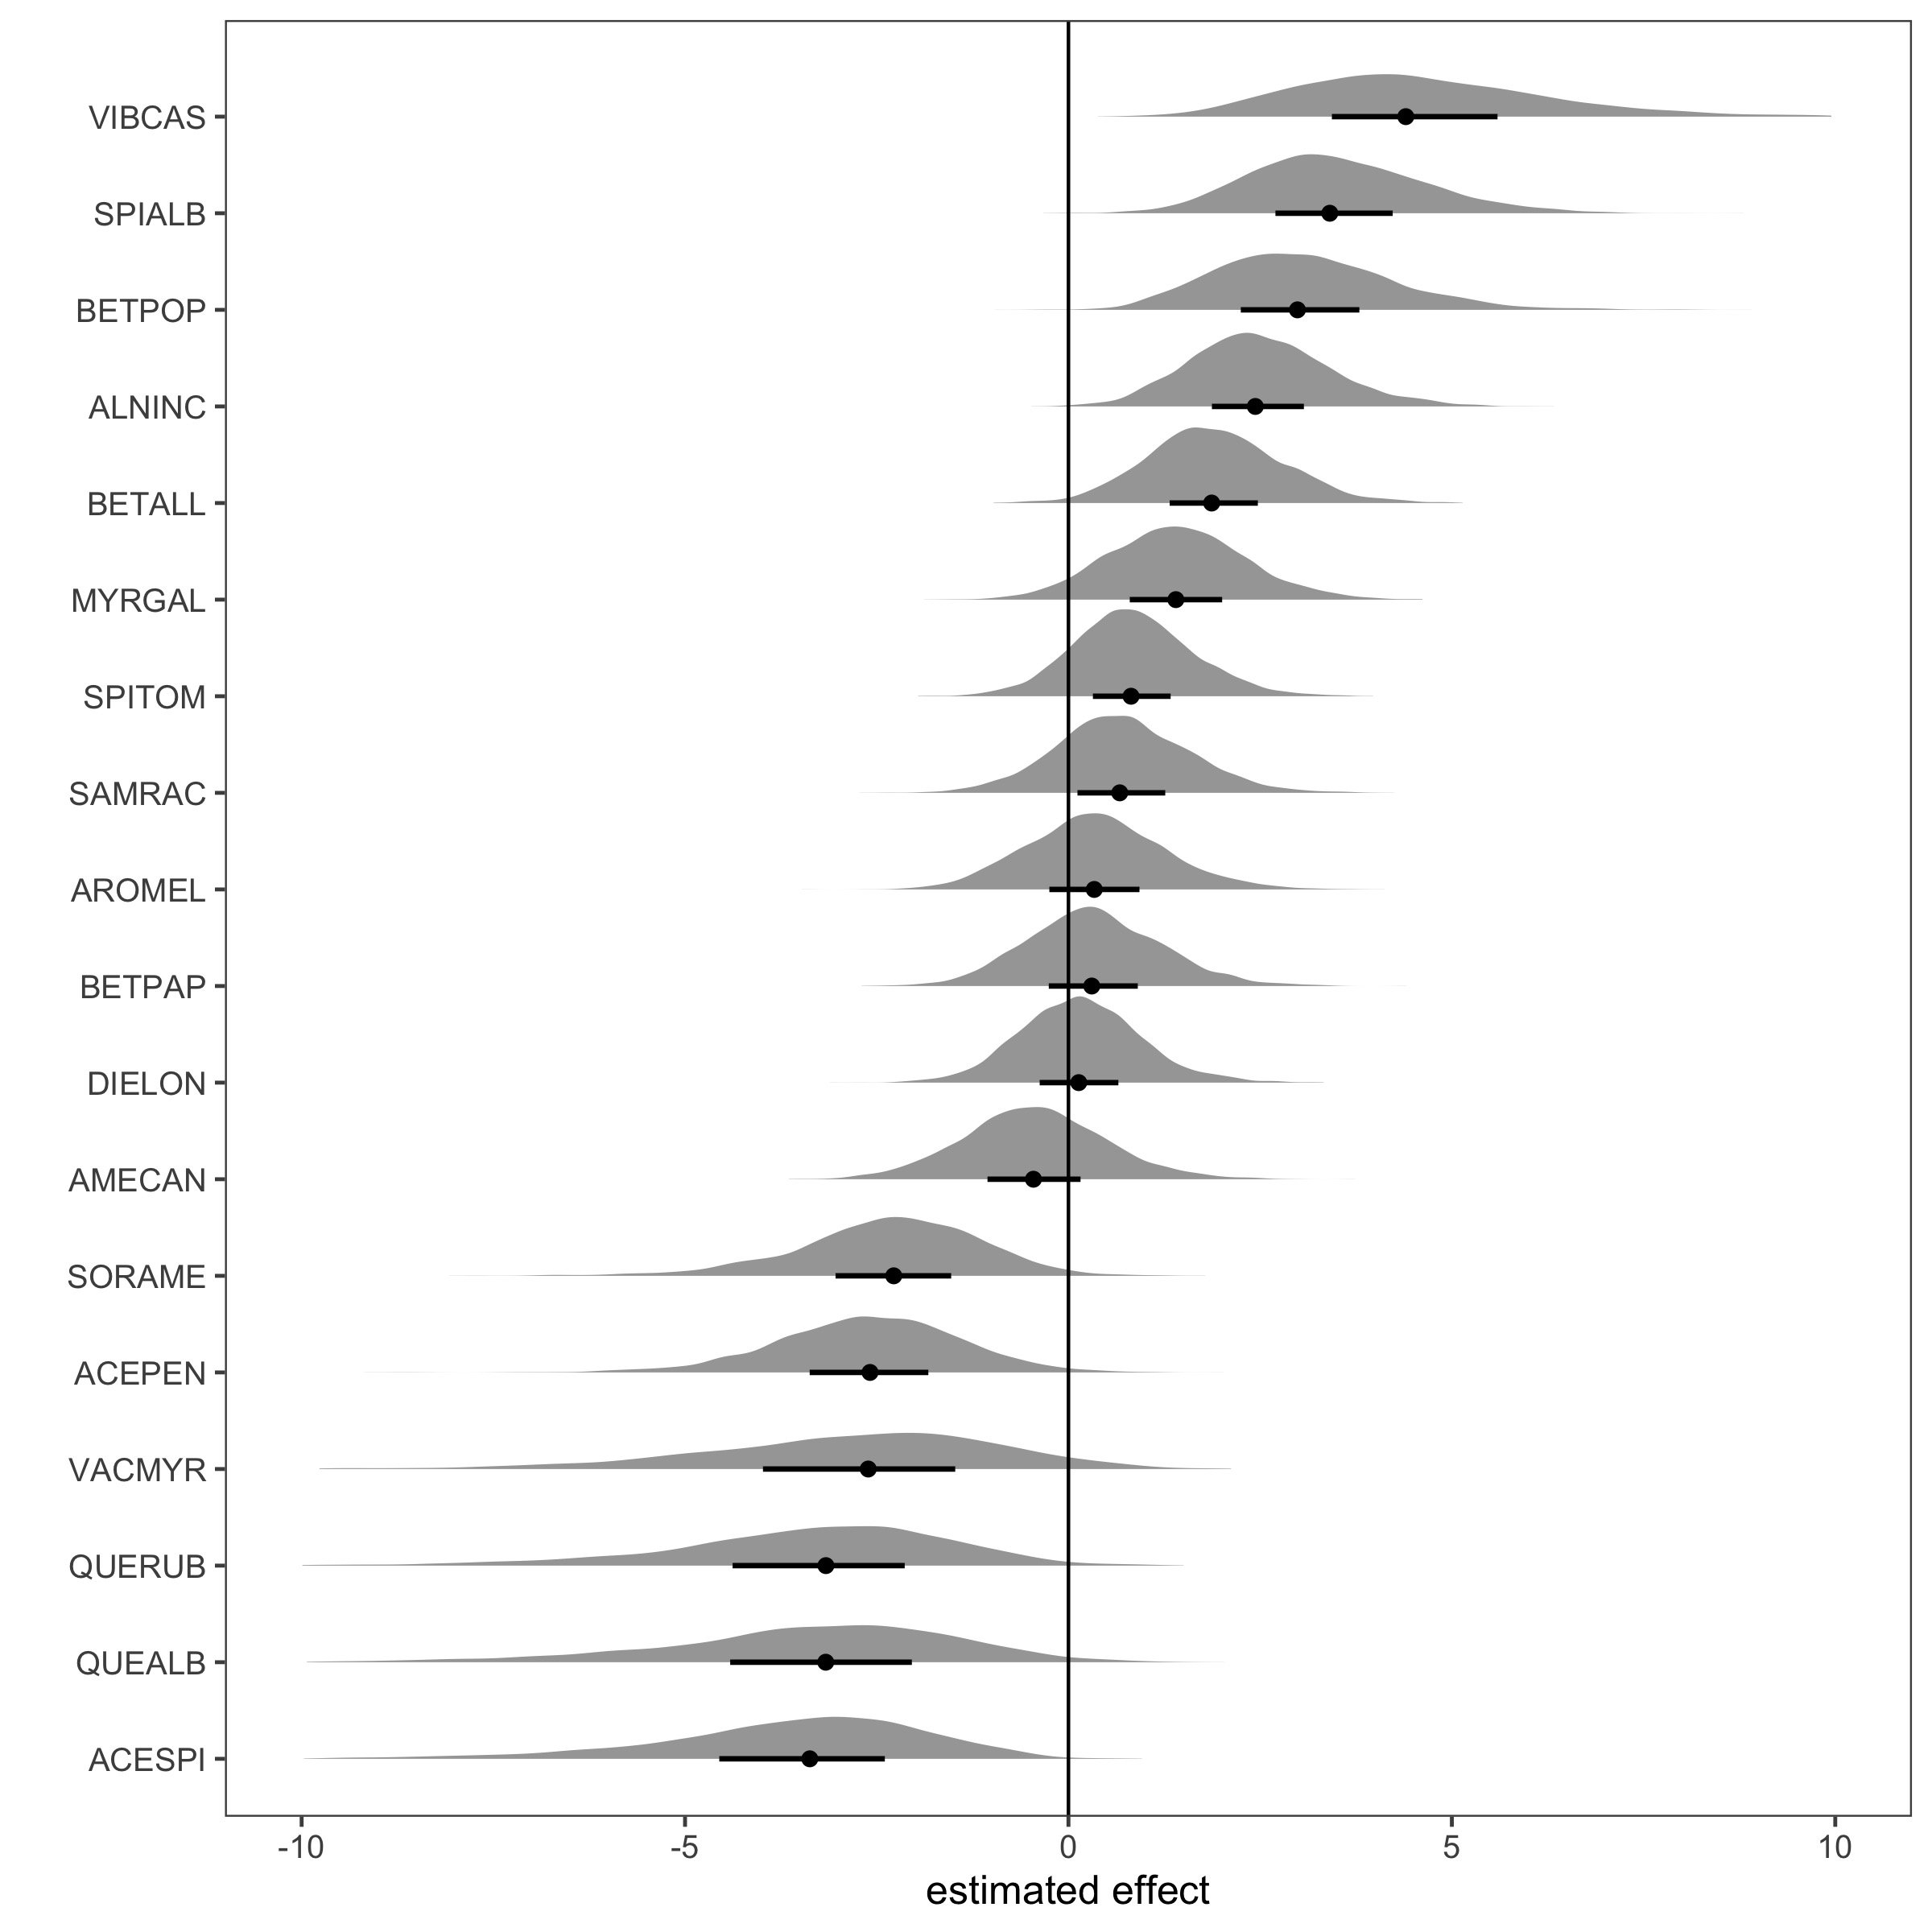 VIBCAS
SPIALB
BETPOP
ALNINC
BETALL
MYRGAL
SPITOM
SAMRAC
AROMEL
BETPAP
DIELON
AMECAN
SORAME
ACEPEN
VACMYR
QUERUB
QUEALB
ACESPI
-10 -5 0 5 10
estimated effect